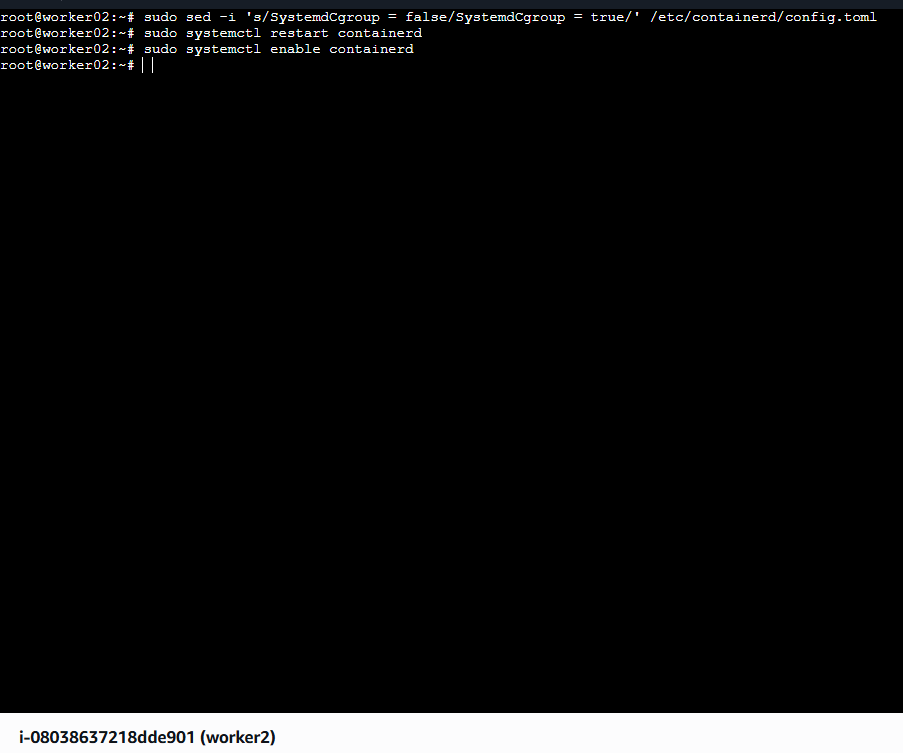 root@worker02:~# sudo sed -i 's/SystemdCgroup = false/SystemdCgroup = true/' /etc/containerd/config.toml
root@worker02:~# sudo systemctl restart containerd
root@worker02:~# sudo systemctl enable containerd
root@worker02:~#
i-08038637218dde901 (worker2)